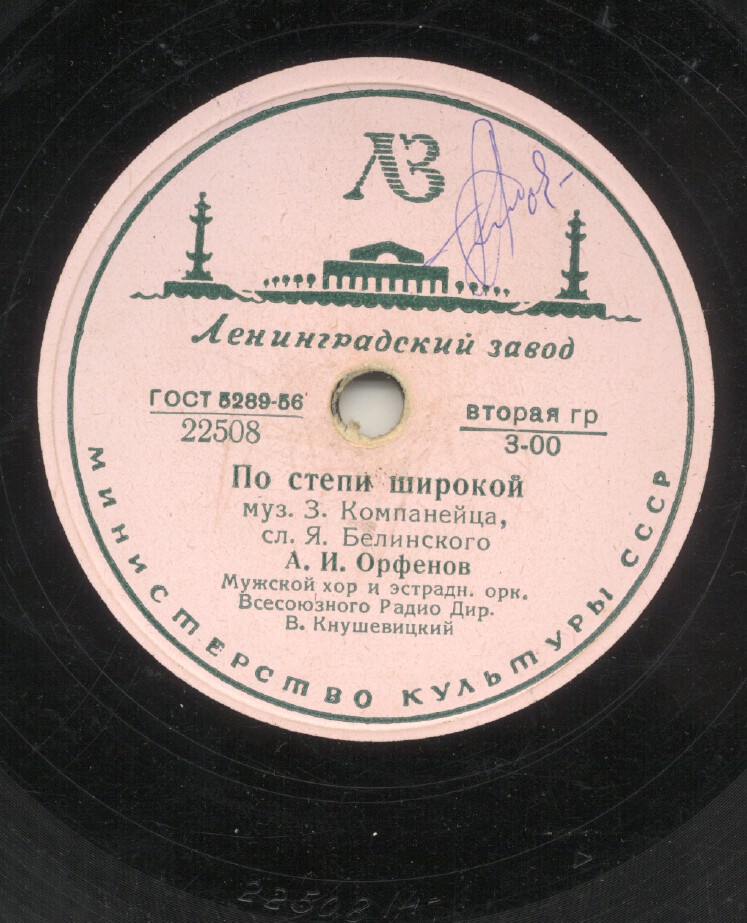 ЛЗ
Ленинградский завод
ГОСТ 5289-56
22508
вторая гр
3-00
По степи широкой
муз. З. Компанейца,
сл. Я. Белинского
А. И. Орфенов
Мужской хор и эстрадн. орк.
Всесоюзного Радио Дир.
В. Кнушевицкий
МИНИСТЕРСТВО КУЛЬТУРЫ СССР